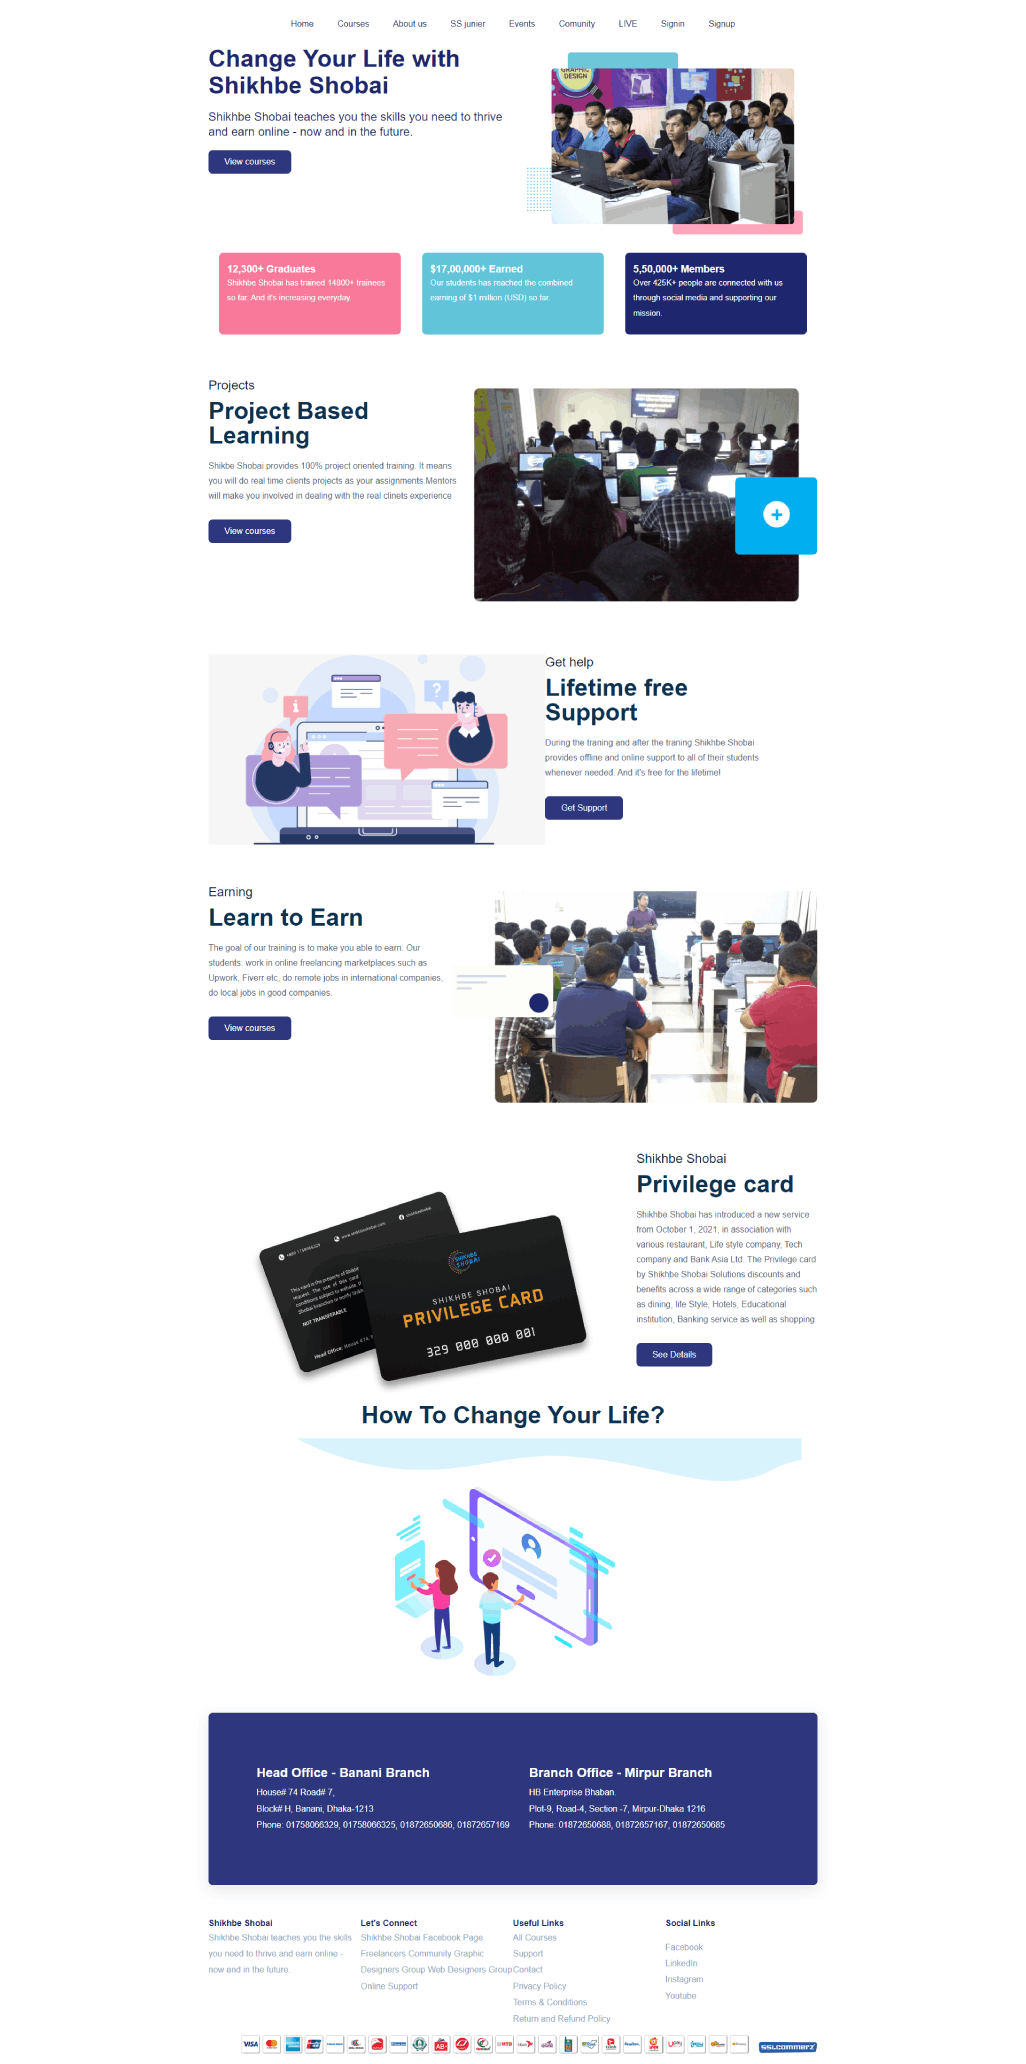 Home Courses About us SS junier Events Comunity LIVE Signin Signup
Change Your Life with
Shikhbe Shobai
Shikhbe Shobai teaches you the skills you need to thrive
and earn online - now and in the future.
View courses
GRAPHIC
DESIGN
12,300+ Graduates
Shikhbe Shobai has trained 14800+ trainees
so far. And it's increasing everyday.
$17,00,000+ Earned
Our students has reached the combined
earning of $1 million (USD) so far.
5,50,000+ Members
Over 425K+ people are connected with us
through social media and supporting our
mission.
Projects
Project Based
Learning
Shikbe Shobai provides 100% project oriented training. It means
you will do real time clients projects as your assignments.Mentors
will make you involved in dealing with the real clinets experience
View courses
Get help
Lifetime free
Support
During the traning and after the traning Shikhbe Shobai
provides offline and online support to all of their students
whenever needed. And it's free for the lifetime!
Get Support
Earning
Learn to Earn
The goal of our training is to make you able to earn. Our
students: work in online freelancing marketplaces such as
Upwork, Fiverr etc, do remote jobs in international companies,
do local jobs in good companies.
View courses
Shikhbe Shobai
Privilege card
Shikhbe Shobai has introduced a new service
from October 1, 2021, in association with
various restaurant, Life style company, Tech
company and Bank Asia Ltd. The Privilege card
by Shikhbe Shobai Solutions discounts and
benefits across a wide range of categories such
as dining, life Style, Hotels, Educational
institution, Banking service as well as shopping
See Details
NOT TRANSFERABLE
SHIKHBE
SHOBAI
SHIKHBE SHOBAI
PRIVILEGE CARD
329 000 000 001
How To Change Your Life?
Head Office - Banani Branch
House# 74 Road# 7,
Block# H, Banani, Dhaka-1213
Phone: 01758066329, 01758066325, 01872650686, 01872657169
Branch Office - Mirpur Branch
HB Enterprise Bhaban.
Plot-9, Road-4, Section -7, Mirpur-Dhaka 1216
Phone: 01872650688, 01872657167, 01872650685
Shikhbe Shobai
Shikhbe Shobai teaches you the skills
you need to thrive and earn online -
now and in the future.
Let's Connect
Shikhbe Shobai Facebook Page
Freelancers Community Graphic
Designers Group Web Designers Group
Online Support
Useful Links
All Courses
Support
Contact
Privacy Policy
Terms & Conditions
Return and Refund Policy
Social Links
Facebook
LinkedIn
Instagram
Youtube
VISA
SSLCOMMERZ